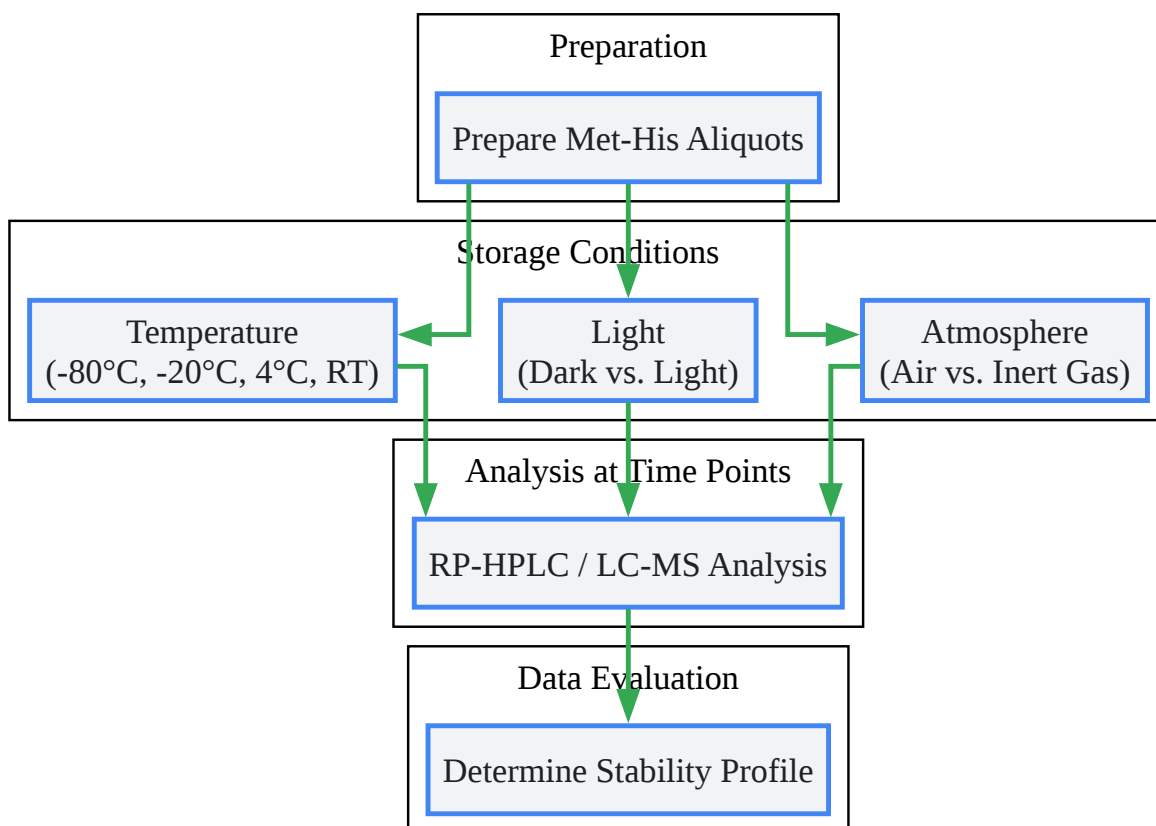 Preparation
Prepare Met-His Aliquots
Storage Conditions
Temperature
(-80°C, -20°C, 4°C, RT)
Light
(Dark vs. Light)
Atmosphere
(Air vs. Inert Gas)
Analysis at Time Points
RP-HPLC / LC-MS Analysis
Data Evaluation
Determine Stability Profile